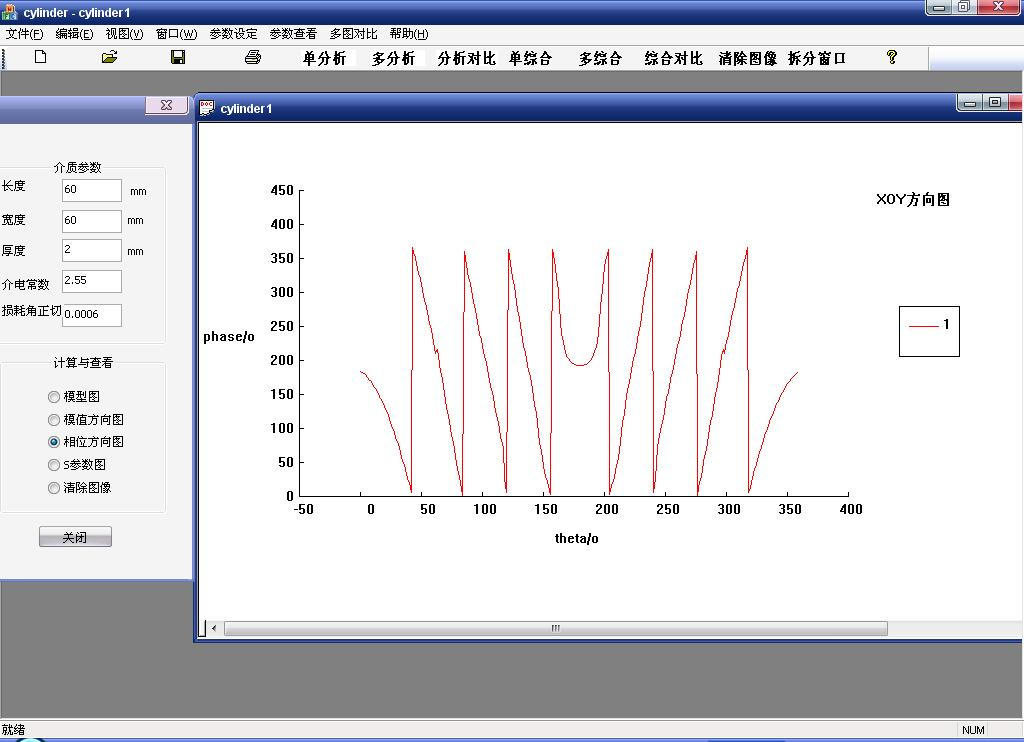 cylinder - cylinder1
文件(F) 编辑(E) 视图(V) 窗口(W) 参数设定 参数查看 多图对比 帮助(H)
单分析 多分析 分析对比 单综合 多综合 综合对比 清除图像 拆分窗口 ?
cylinder1
介质参数
长度 60 mm
宽度 60 mm
厚度 2 mm
介电常数 2.55
损耗角正切 0.0006
计算与查看
模型图
模值方向图
相位方向图
S参数图
清除图像
关闭
XOY方向图
1
phase/o
450
400
350
300
250
200
150
100
50
0
-50 0 50 100 150 200 250 300 350 400
theta/o
就绪
NUM